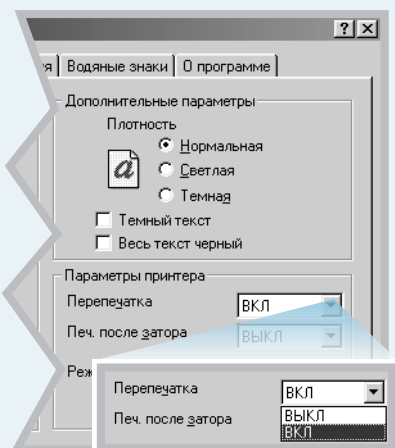 я Водяные знаки О программе
Дополнительные параметры
Плотность
Нормальная
Светлая
Темная
Темный текст
Весь текст черный
Параметры принтера
Перепечатка ВКЛ
Печ. после затора ВЫКЛ
Реж
Перепечатка ВКЛ
Печ. после затора ВЫКЛ
ВКЛ